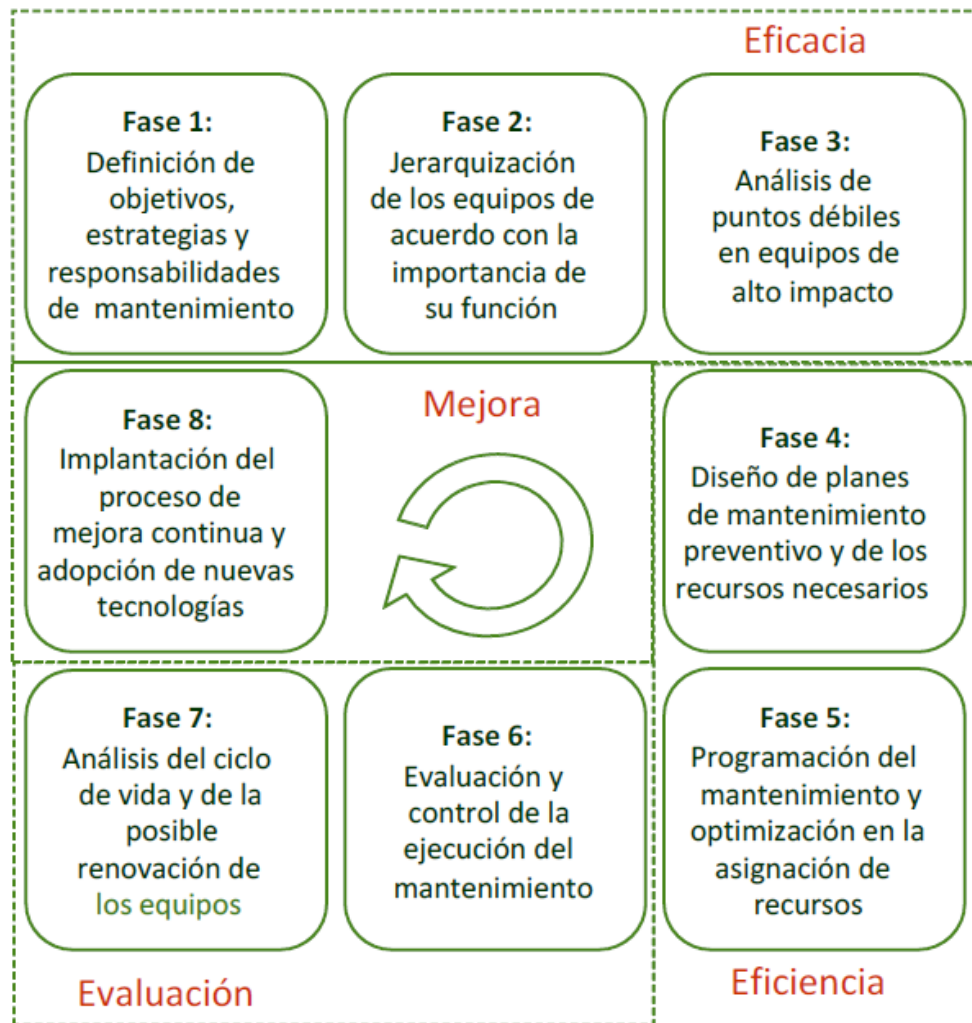 Eficacia
Fase 1:
Definición de
objetivos,
estrategias y
responsabilidades
de mantenimiento
Fase 2:
Jerarquización
de los equipos de
acuerdo con la
importancia de
su función
Fase 3:
Análisis de
puntos débiles
en equipos de
alto impacto
Fase 8:
Implantación del
proceso de
mejora continua y
adopción de nuevas
tecnologías
Mejora
Fase 4:
Diseño de planes
de mantenimiento
preventivo y de los
recursos necesarios
Fase 7:
Análisis del ciclo
de vida y de la
posible
renovación de
los equipos
Fase 6:
Evaluación y
control de la
ejecución del
mantenimiento
Fase 5:
Programación del
mantenimiento y
optimización en la
asignación de
recursos
Evaluación
Eficiencia